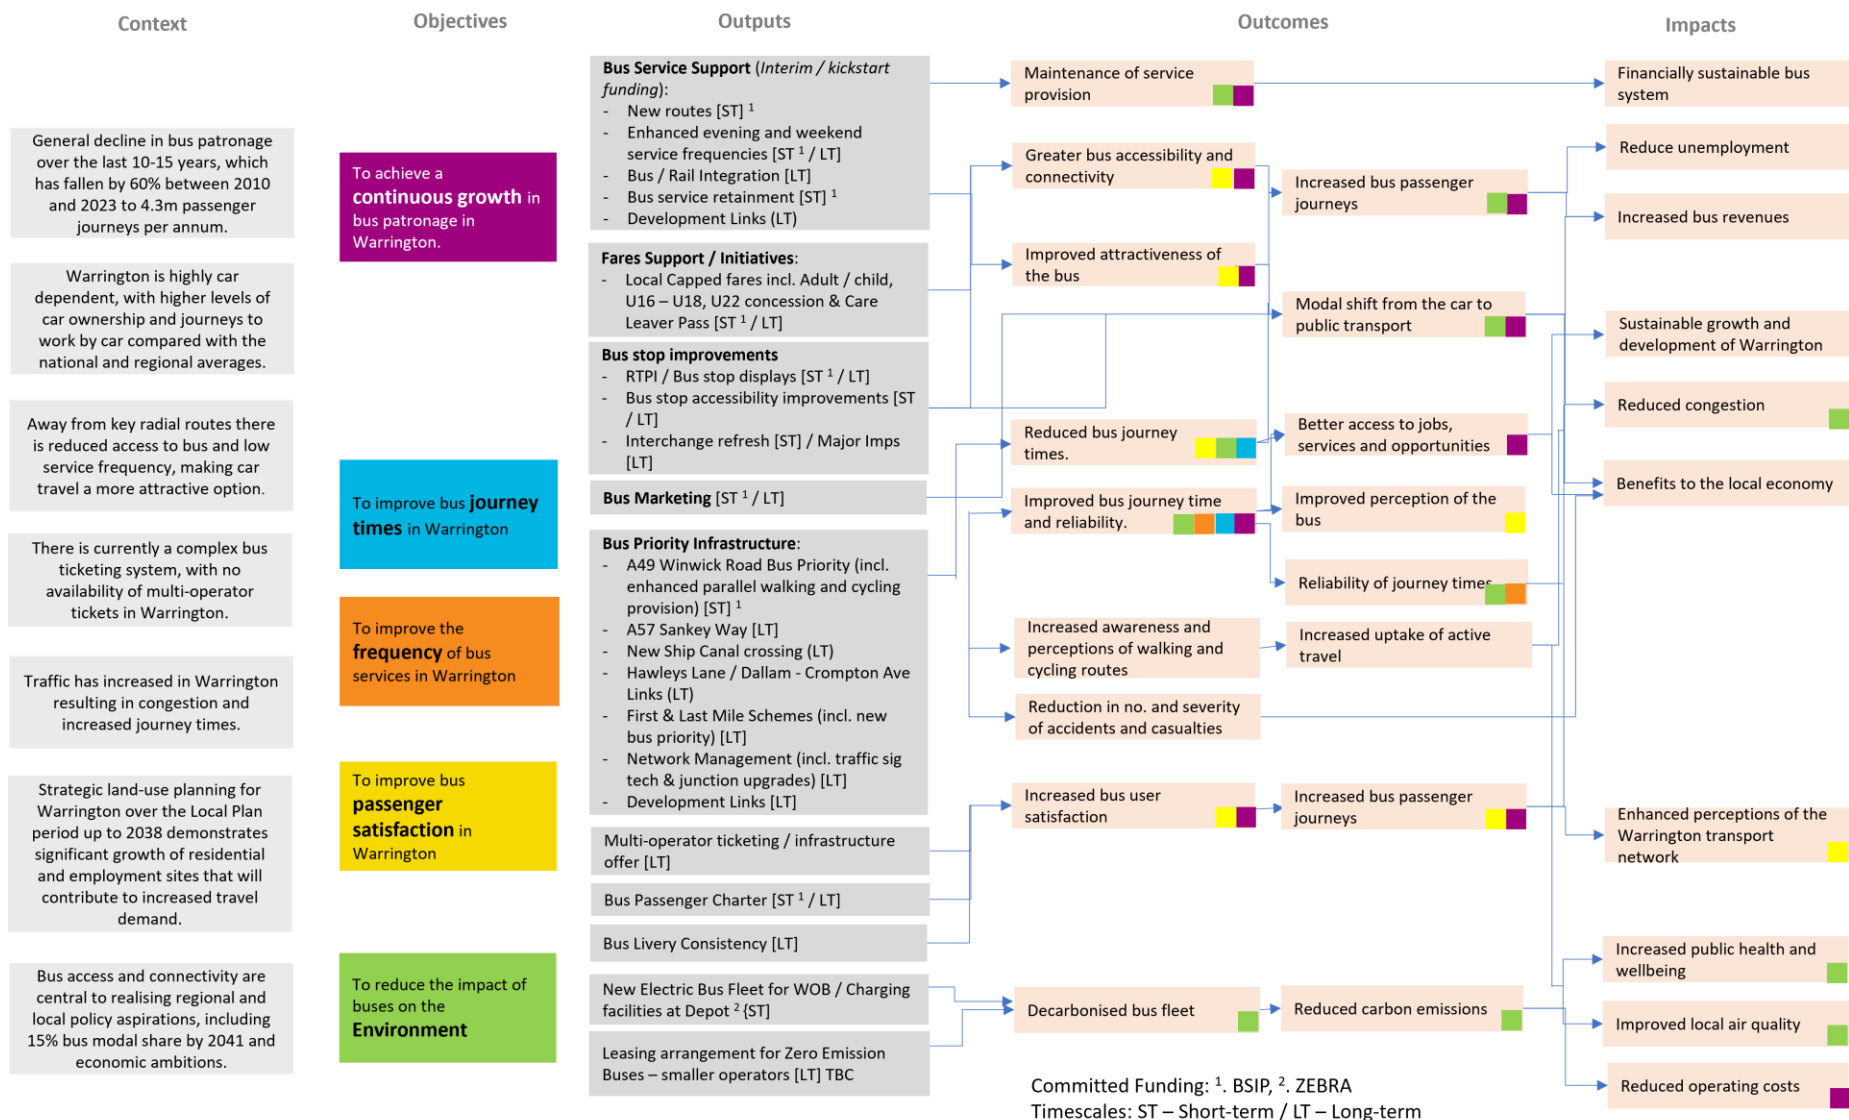 Context
Objectives
Outputs
Outcomes
Impacts
General decline in bus patronage
over the last 10-15 years, which
has fallen by 60% between 2010
and 2023 to 4.3m passenger
journeys per annum.
Warrington is highly car
dependent, with higher levels of
car ownership and journeys to
work by car compared with the
national and regional averages.
Away from key radial routes there
is reduced access to bus and low
service frequency, making car
travel a more attractive option.
There is currently a complex bus
ticketing system, with no
availability of multi-operator
tickets in Warrington.
Traffic has increased in Warrington
resulting in congestion and
increased journey times.
Strategic land-use planning for
Warrington over the Local Plan
period up to 2038 demonstrates
significant growth of residential
and employment sites that will
contribute to increased travel
demand.
Bus access and connectivity are
central to realising regional and
local policy aspirations, including
15% bus modal share by 2041 and
economic ambitions.
To achieve a
continuous growth in
bus patronage in
Warrington.
To improve bus journey
times in Warrington
To improve the
frequency of bus
services in Warrington
To improve bus
passenger
satisfaction in
Warrington
To reduce the impact of
buses on the
Environment
Bus Service Support (Interim / kickstart
funding):
- New routes [ST] ¹
- Enhanced evening and weekend
service frequencies [ST ¹ / LT]
- Bus / Rail Integration [LT]
- Bus service retainment [ST] ¹
- Development Links (LT)
Fares Support / Initiatives:
- Local Capped fares incl. Adult / child,
U16 – U18, U22 concession & Care
Leaver Pass [ST ¹ / LT]
Bus stop improvements
- RTPI / Bus stop displays [ST ¹ / LT]
- Bus stop accessibility improvements [ST
/ LT]
- Interchange refresh [ST] / Major Imps
[LT]
Bus Marketing [ST ¹ / LT]
Bus Priority Infrastructure:
- A49 Winwick Road Bus Priority (incl.
enhanced parallel walking and cycling
provision) [ST] ¹
- A57 Sankey Way [LT]
- New Ship Canal crossing (LT)
- Hawleys Lane / Dallam - Crompton Ave
Links (LT)
- First & Last Mile Schemes (incl. new
bus priority) [LT]
- Network Management (incl. traffic sig
tech & junction upgrades) [LT]
- Development Links [LT]
Multi-operator ticketing / infrastructure
offer [LT]
Bus Passenger Charter [ST ¹ / LT]
Bus Livery Consistency [LT]
New Electric Bus Fleet for WOB / Charging
facilities at Depot ² {ST]
Leasing arrangement for Zero Emission
Buses – smaller operators [LT] TBC
Maintenance of service
provision
Greater bus accessibility and
connectivity
Improved attractiveness of
the bus
Reduced bus journey
times.
Improved bus journey time
and reliability.
Increased awareness and
perceptions of walking and
cycling routes
Reduction in no. and severity
of accidents and casualties
Increased bus user
satisfaction
Decarbonised bus fleet
Increased bus passenger
journeys
Modal shift from the car to
public transport
Better access to jobs,
services and opportunities
Improved perception of the
bus
Reliability of journey times
Increased uptake of active
travel
Increased bus passenger
journeys
Reduced carbon emissions
Financially sustainable bus
system
Reduce unemployment
Increased bus revenues
Sustainable growth and
development of Warrington
Reduced congestion
Benefits to the local economy
Enhanced perceptions of the
Warrington transport
network
Increased public health and
wellbeing
Improved local air quality
Reduced operating costs
Committed Funding: ¹. BSIP, ². ZEBRA
Timescales: ST – Short-term / LT – Long-term